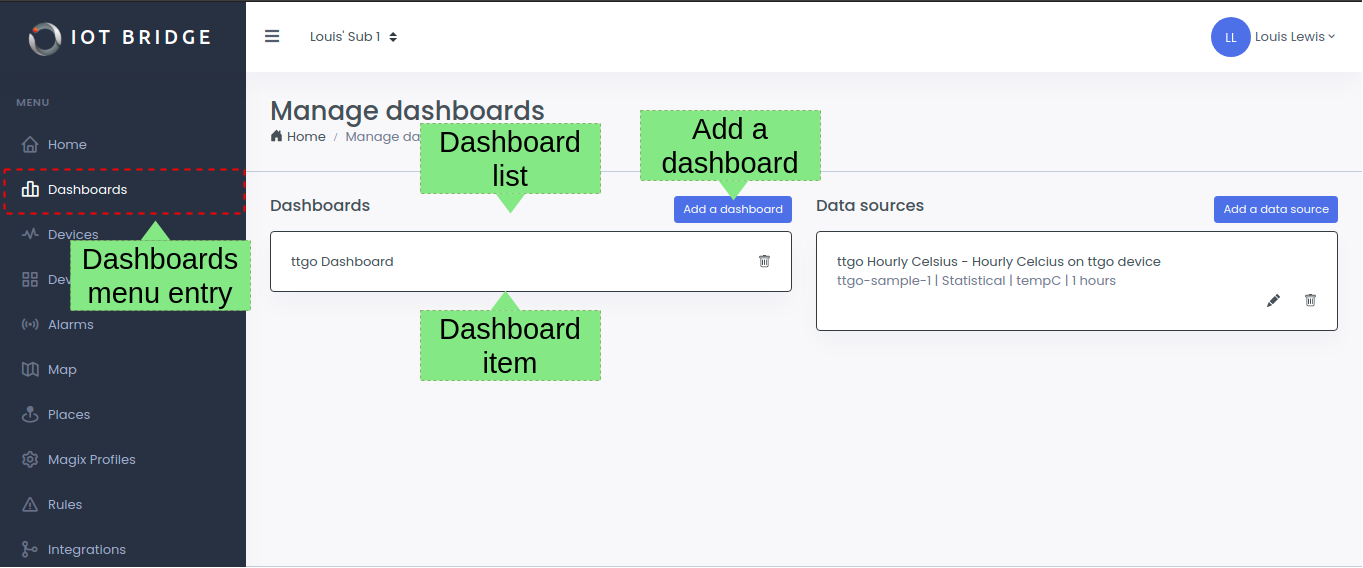 IOT BRIDGE
Louis' Sub 1
LL
Louis Lewis
MENU
Home
Dashboards
Devices
Dev
Alarms
Map
Places
Magix Profiles
Rules
Integrations
Dashboards
menu entry
Manage dashboards
Home / Manage da
Dashboard
list
Add a
dashboard
Dashboards
Add a dashboard
ttgo Dashboard
Dashboard
item
Data sources
Add a data source
ttgo Hourly Celsius - Hourly Celcius on ttgo device
ttgo-sample-1 | Statistical | tempC | 1 hours